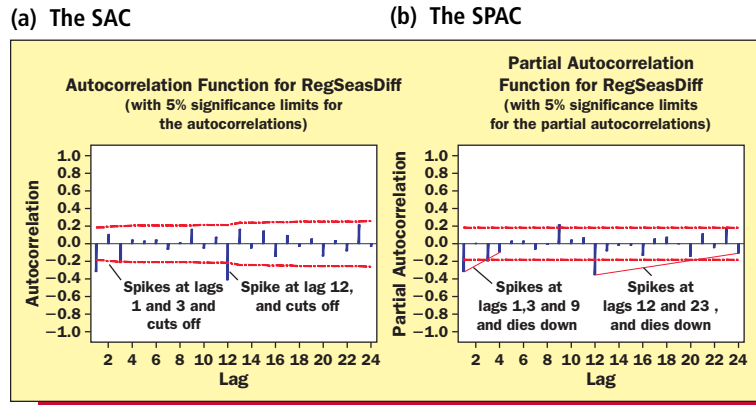 (a) The SAC
(b) The SPAC
Autocorrelation Function for RegSeasDiff
(with 5% significance limits for
the autocorrelations)
1.0
0.8
0.6
0.4
0.2
0.0
−0.2
−0.4
−0.6
−0.8
−1.0
Autocorrelation
Spikes at lags
1 and 3 and
cuts off
Spikes at lag 12,
and cuts off
2 4 6 8 10 12 14 16 18 20 22 24
Lag
Partial Autocorrelation
Function for RegSeasDiff
(with 5% significance limits
for the partial autocorrelations)
1.0
0.8
0.6
0.4
0.2
0.0
−0.2
−0.4
−0.6
−0.8
−1.0
Partial Autocorrelation
Spikes at
lags 1,3 and 9
and dies down
Spikes at
lags 12 and 23 ,
and dies down
2 4 6 8 10 12 14 16 18 20 22 24
Lag